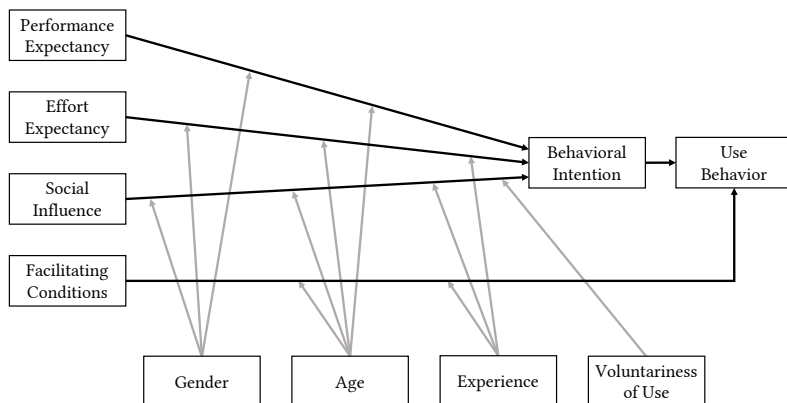 Performance
Expectancy
Effort
Expectancy
Behavioral
Intention
Use
Behavior
Social
Influence
Facilitating
Conditions
Gender
Age
Experience
Voluntariness
of Use